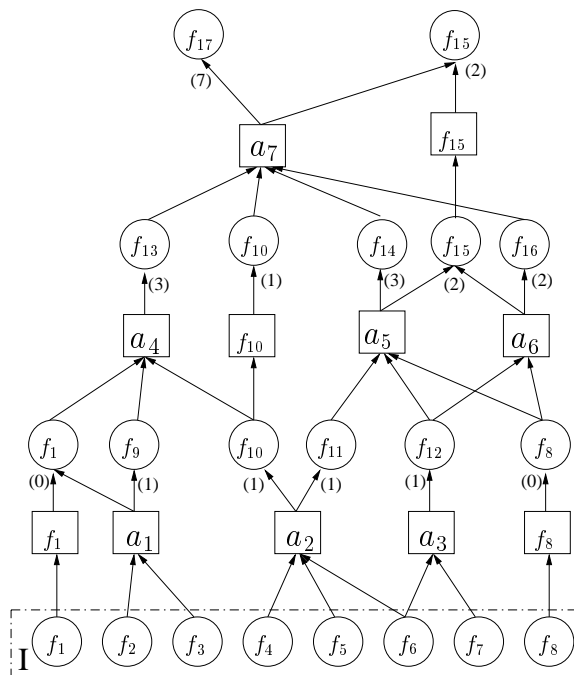 f17 f15
(7) (2)
a7 f15
f13 f10 f14 f15 f16
(3) (1) (3) (2) (2)
a4 f10 a5 a6
f1 f9 f10 f11 f12 f8
(0) (1) (1) (1) (1) (0)
f1 a1 a2 a3 f8
f1 f2 f3 f4 f5 f6 f7 f8
I